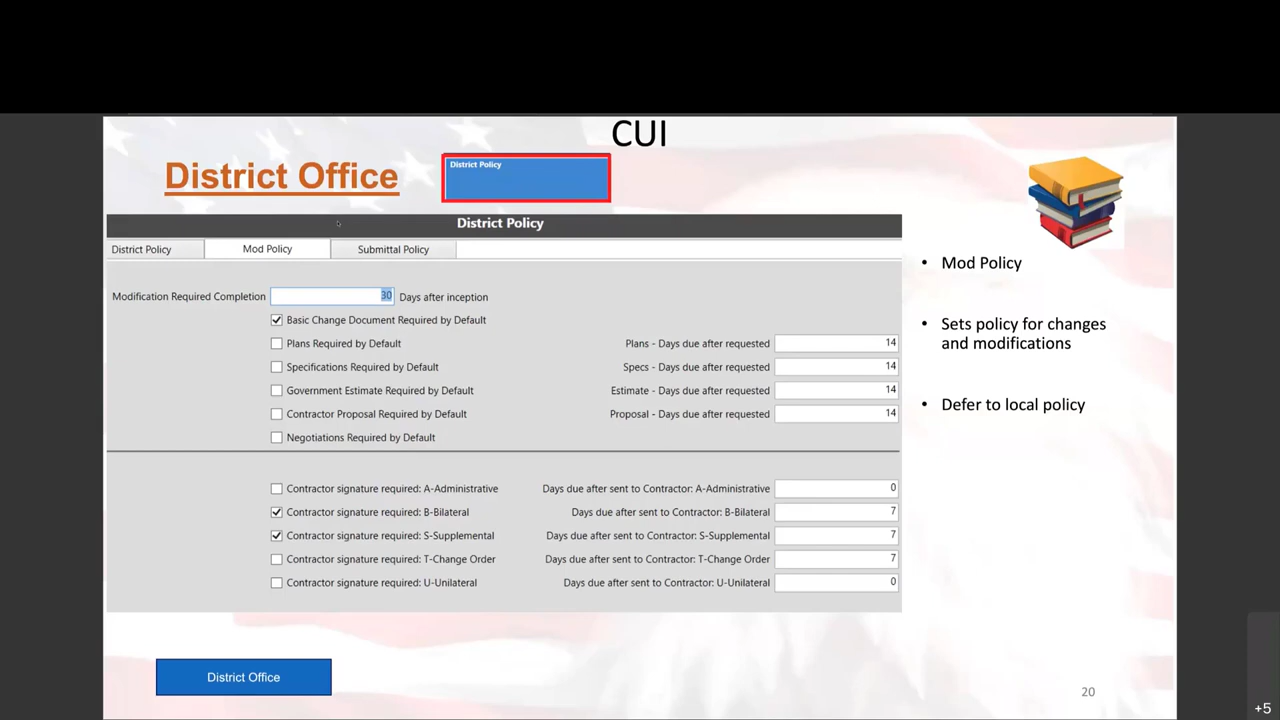 CUI
District Office
District Policy
District Policy
District Policy Mod Policy Submittal Policy
Modification Required Completion 30 Days after inception
Basic Change Document Required by Default
Plans Required by Default Plans - Days due after requested 14
Specifications Required by Default Specs - Days due after requested 14
Government Estimate Required by Default Estimate - Days due after requested 14
Contractor Proposal Required by Default Proposal - Days due after requested 14
Negotiations Required by Default
Contractor signature required: A-Administrative Days due after sent to Contractor: A-Administrative 0
Contractor signature required: B-Bilateral Days due after sent to Contractor: B-Bilateral 7
Contractor signature required: S-Supplemental Days due after sent to Contractor: S-Supplemental 7
Contractor signature required: T-Change Order Days due after sent to Contractor: T-Change Order 7
Contractor signature required: U-Unilateral Days due after sent to Contractor: U-Unilateral 0
• Mod Policy
• Sets policy for changes
and modifications
• Defer to local policy
District Office
20
+5